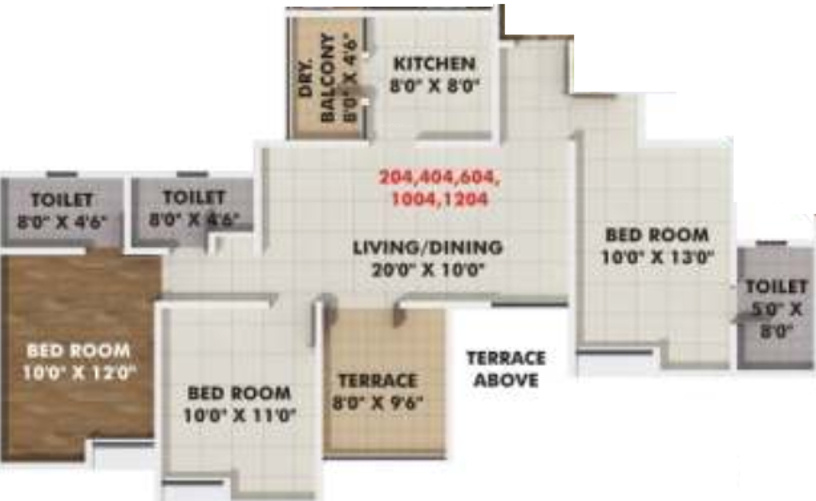 DRY.
BALCONY
8'0" X 4'6"
KITCHEN
8'0" X 8'0"
204,404,604,
1004,1204
TOILET
8'0" X 4'6"
TOILET
8'0" X 4'6"
LIVING/DINING
20'0" X 10'0"
BED ROOM
10'0" X 13'0"
TOILET
5'0" X
8'0"
BED ROOM
10'0" X 12'0"
BED ROOM
10'0" X 11'0"
TERRACE
8'0" X 9'6"
TERRACE
ABOVE